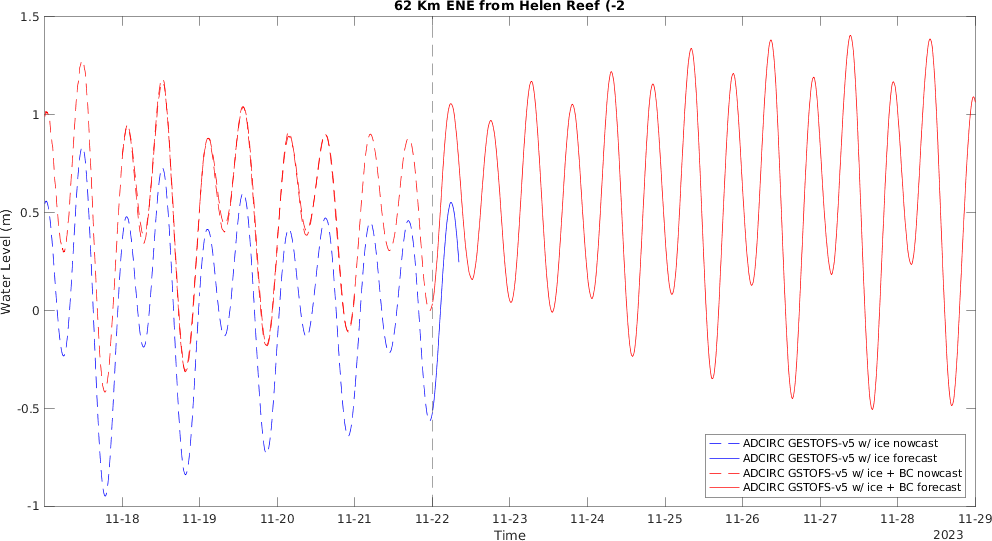 62 Km ENE from Helen Reef (-2
1.5
1
0.5
0
-0.5
-1
Water Level (m)
11-18 11-19 11-20 11-21 11-22 11-23 11-24 11-25 11-26 11-27 11-28 11-29
Time
2023
ADCIRC GESTOFS-v5 w/ ice nowcast
ADCIRC GESTOFS-v5 w/ ice forecast
ADCIRC GSTOFS-v5 w/ ice + BC nowcast
ADCIRC GSTOFS-v5 w/ ice + BC forecast